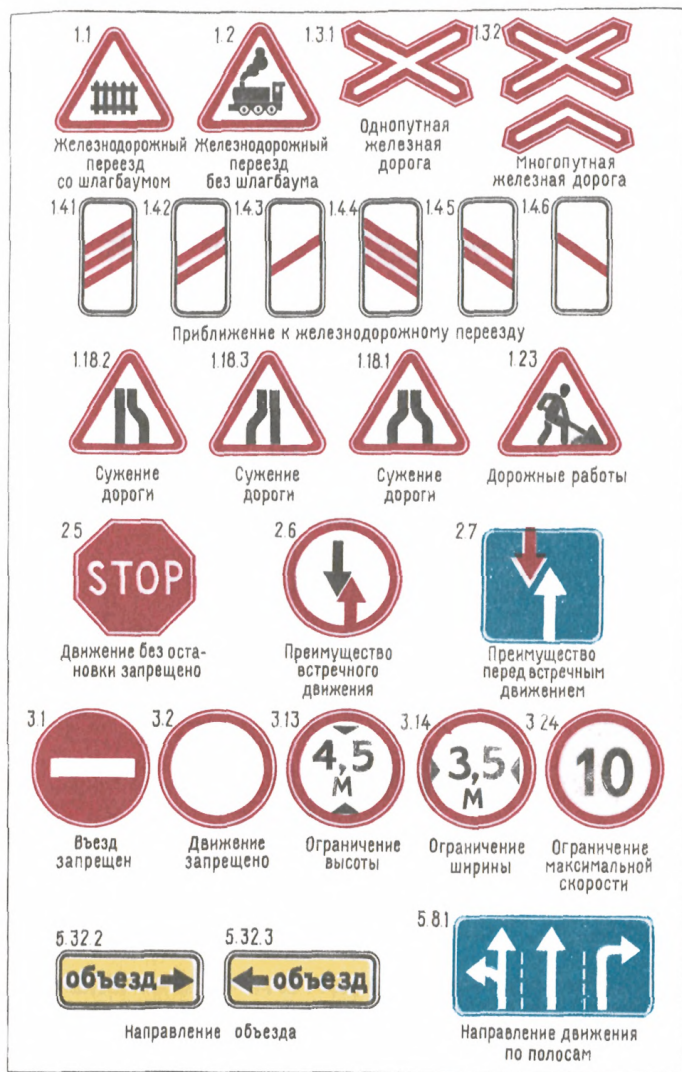 1.1
1.2
1.3.1
1.3.2
Железнодорожный
переезд
со шлагбаумом
Железнодорожный
переезд
без шлагбаума
Однопутная
железная
дорога
Многопутная
железная дорога
1.4.1
1.4.2
1.4.3
1.4.4
1.4.5
1.4.6
Приближение к железнодорожному переезду
1.18.2
1.18.3
1.18.1
1.23
Сужение
дороги
Сужение
дороги
Сужение
дороги
Дорожные работы
2.5
2.6
2.7
STOP
Движение без оста-
новки запрещено
Преимущество
встречного
движения
Преимущество
перед встречным
движением
3.1
3.2
3.13
3.14
3.24
4,5
м
3,5
м
10
Въезд
запрещен
Движение
запрещено
Ограничение
высоты
Ограничение
ширины
Ограничение
максимальной
скорости
5.32.2
5.32.3
5.8.1
объезд
объезд
Направление объезда
Направление движения
по полосам